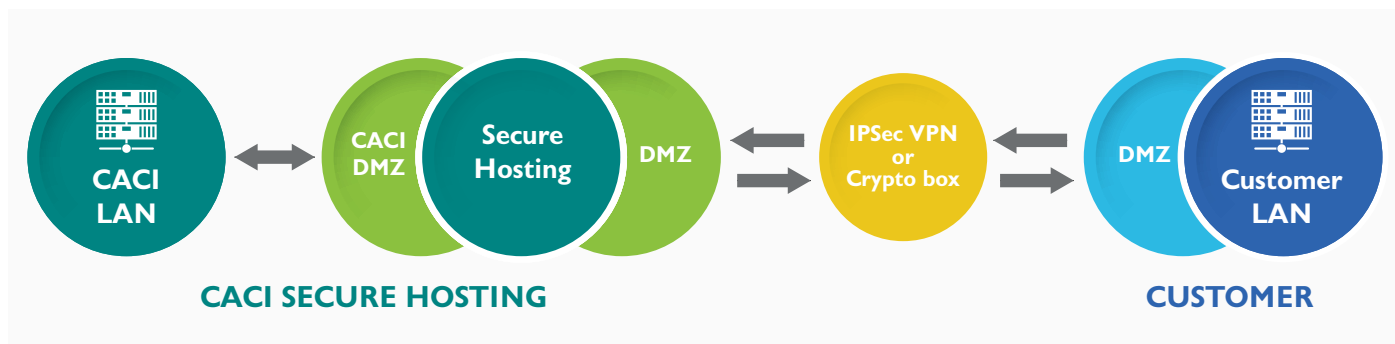 CACI
LAN
CACI
DMZ
Secure
Hosting
DMZ
IPSec VPN
or
Crypto box
DMZ
Customer
LAN
CACI SECURE HOSTING
CUSTOMER